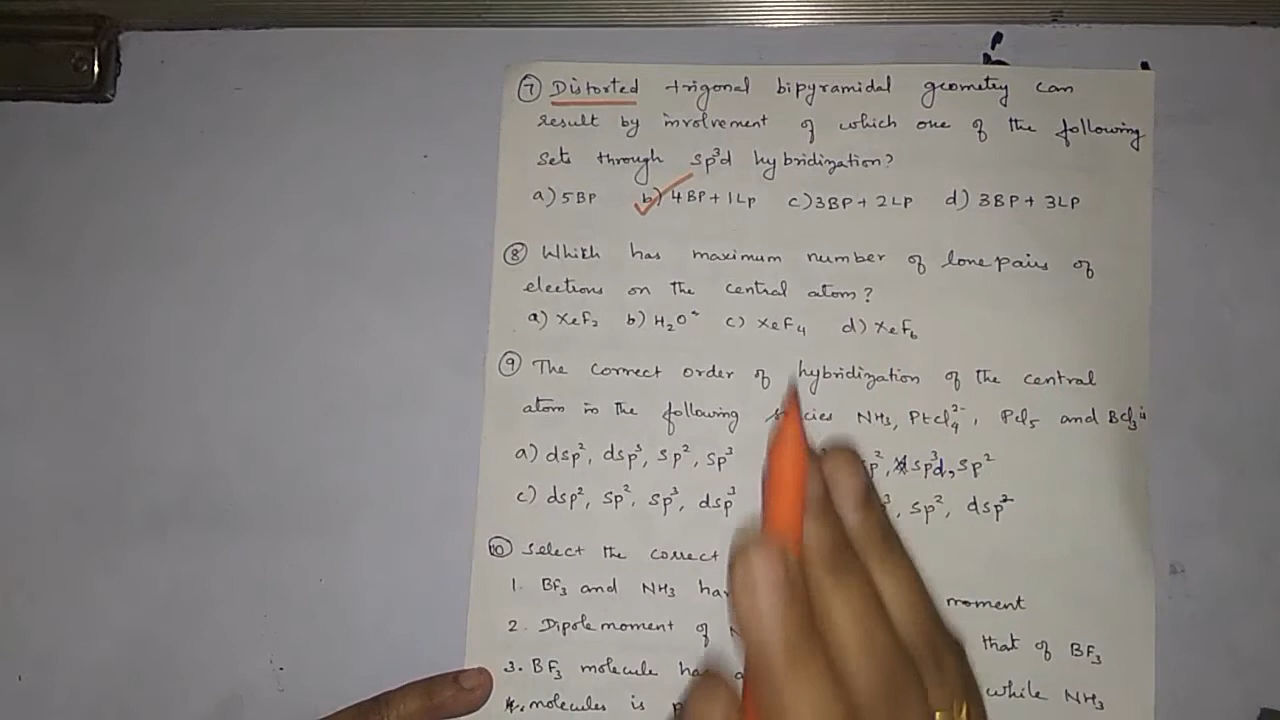 ⑦ Distorted trigonal bipyramidal geometry can
result by involvement of which one of the following
sets through sp³d hybridization?
a) 5BP b) 4BP + 1LP c) 3BP + 2LP d) 3BP + 3LP
⑧ Which has maximum number of lone pairs of
electrons on the central atom?
a) XeF₂ b) H₂O c) XeF₄ d) XeF₆
⑨ The correct order of hybridization of the central
atom in the following NH₃, PtCl₄²⁻, PCl₅ and BCl₃ is
a) dsp², dsp³, sp², sp³ sp³d, sp²
c) dsp², sp², sp³, dsp³ sp², dsp²
⑩ Select the correct
1. BF₃ and NH₃ moment
2. Dipole moment of that of BF₃
3. BF₃ molecule while NH₃
molecules is